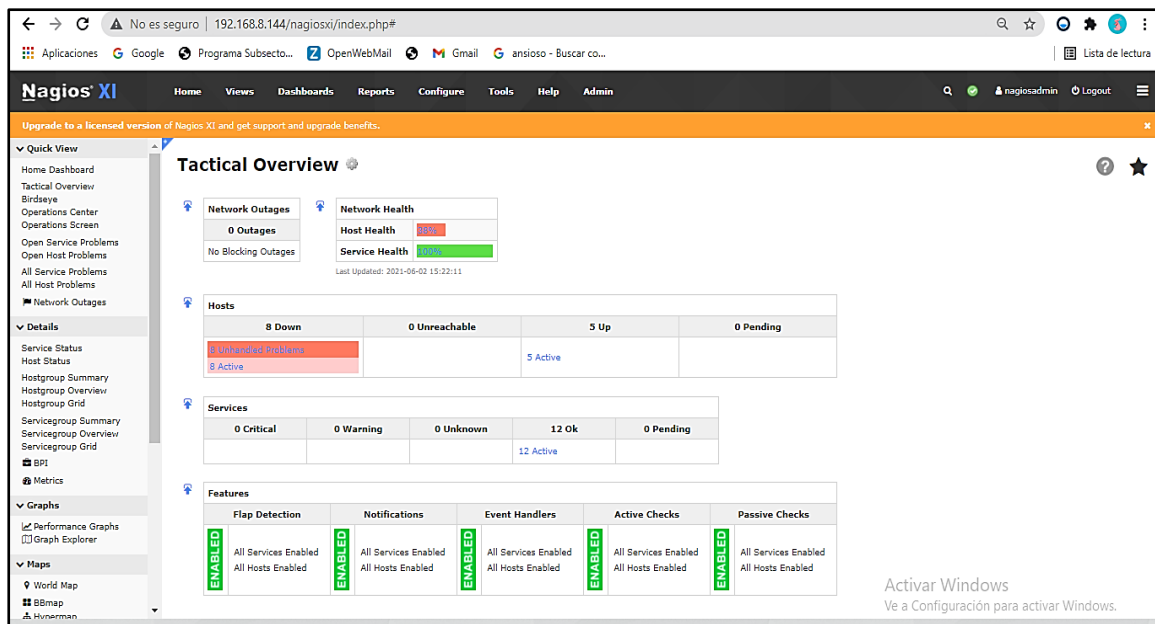 No es seguro | 192.168.8.144/nagiosxi/index.php#
Aplicaciones Google Programa Subsecto... OpenWebMail Gmail ansioso - Buscar co... Lista de lectura
Nagios XI Home Views Dashboards Reports Configure Tools Help Admin nagiosadmin Logout
Upgrade to a licensed version of Nagios XI and get support and upgrade benefits.
Quick View
Home Dashboard
Tactical Overview
Birdseye
Operations Center
Operations Screen
Open Service Problems
Open Host Problems
All Service Problems
All Host Problems
Network Outages
Details
Service Status
Host Status
Hostgroup Summary
Hostgroup Overview
Hostgroup Grid
Servicegroup Summary
Servicegroup Overview
Servicegroup Grid
BPI
Metrics
Graphs
Performance Graphs
Graph Explorer
Maps
World Map
BBmap
Hypermap
Tactical Overview
Network Outages
0 Outages
No Blocking Outages
Network Health
Host Health 38%
Service Health 100%
Last Updated: 2021-06-02 15:22:11
Hosts
8 Down 0 Unreachable 5 Up 0 Pending
8 Unhandled Problems
8 Active 5 Active
Services
0 Critical 0 Warning 0 Unknown 12 Ok 0 Pending
12 Active
Features
Flap Detection Notifications Event Handlers Active Checks Passive Checks
ENABLED ENABLED ENABLED ENABLED ENABLED
All Services Enabled All Services Enabled All Services Enabled All Services Enabled All Services Enabled
All Hosts Enabled All Hosts Enabled All Hosts Enabled All Hosts Enabled All Hosts Enabled
Activar Windows
Ve a Configuración para activar Windows.